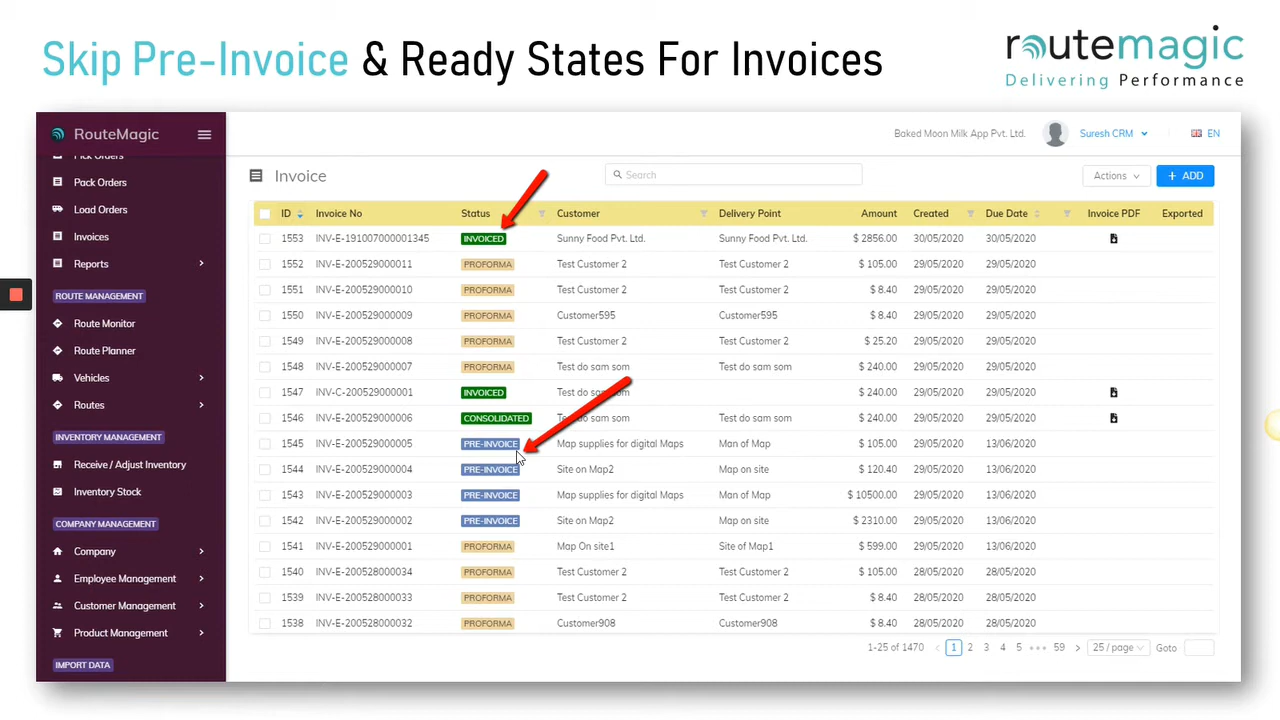 Skip Pre-Invoice & Ready States For Invoices
routemagic
Delivering Performance
RouteMagic
Pick Orders
Pack Orders
Load Orders
Invoices
Reports
ROUTE MANAGEMENT
Route Monitor
Route Planner
Vehicles
Routes
INVENTORY MANAGEMENT
Receive / Adjust Inventory
Inventory Stock
COMPANY MANAGEMENT
Company
Employee Management
Customer Management
Product Management
IMPORT DATA
Baked Moon Milk App Pvt. Ltd. Suresh CRM EN
Invoice Search Actions + ADD
ID Invoice No Status Customer Delivery Point Amount Created Due Date Invoice PDF Exported
1553 INV-E-191007000001345 INVOICED Sunny Food Pvt. Ltd. Sunny Food Pvt. Ltd. $ 2856.00 30/05/2020 30/05/2020
1552 INV-E-200529000011 PROFORMA Test Customer 2 Test Customer 2 $ 105.00 29/05/2020 29/05/2020
1551 INV-E-200529000010 PROFORMA Test Customer 2 Test Customer 2 $ 8.40 29/05/2020 29/05/2020
1550 INV-E-200529000009 PROFORMA Customer595 Customer595 $ 8.40 29/05/2020 29/05/2020
1549 INV-E-200529000008 PROFORMA Test Customer 2 Test Customer 2 $ 25.20 29/05/2020 29/05/2020
1548 INV-E-200529000007 PROFORMA Test do sam som Test do sam som $ 240.00 29/05/2020 29/05/2020
1547 INV-C-200529000001 INVOICED Test do sam som $ 240.00 29/05/2020 29/05/2020
1546 INV-E-200529000006 CONSOLIDATED Test do sam som Test do sam som $ 240.00 29/05/2020 29/05/2020
1545 INV-E-200529000005 PRE-INVOICE Map supplies for digital Maps Man of Map $ 105.00 29/05/2020 13/06/2020
1544 INV-E-200529000004 PRE-INVOICE Site on Map2 Map on site $ 120.40 29/05/2020 13/06/2020
1543 INV-E-200529000003 PRE-INVOICE Map supplies for digital Maps Man of Map $ 10500.00 29/05/2020 13/06/2020
1542 INV-E-200529000002 PRE-INVOICE Site on Map2 Map on site $ 2310.00 29/05/2020 13/06/2020
1541 INV-E-200529000001 PROFORMA Map On site1 Site of Map1 $ 599.00 29/05/2020 13/06/2020
1540 INV-E-200528000034 PROFORMA Test Customer 2 Test Customer 2 $ 105.00 28/05/2020 28/05/2020
1539 INV-E-200528000033 PROFORMA Test Customer 2 Test Customer 2 $ 8.40 28/05/2020 28/05/2020
1538 INV-E-200528000032 PROFORMA Customer908 Customer908 $ 8.40 28/05/2020 28/05/2020
1-25 of 1470 1 2 3 4 5 ••• 59 25 / page Goto